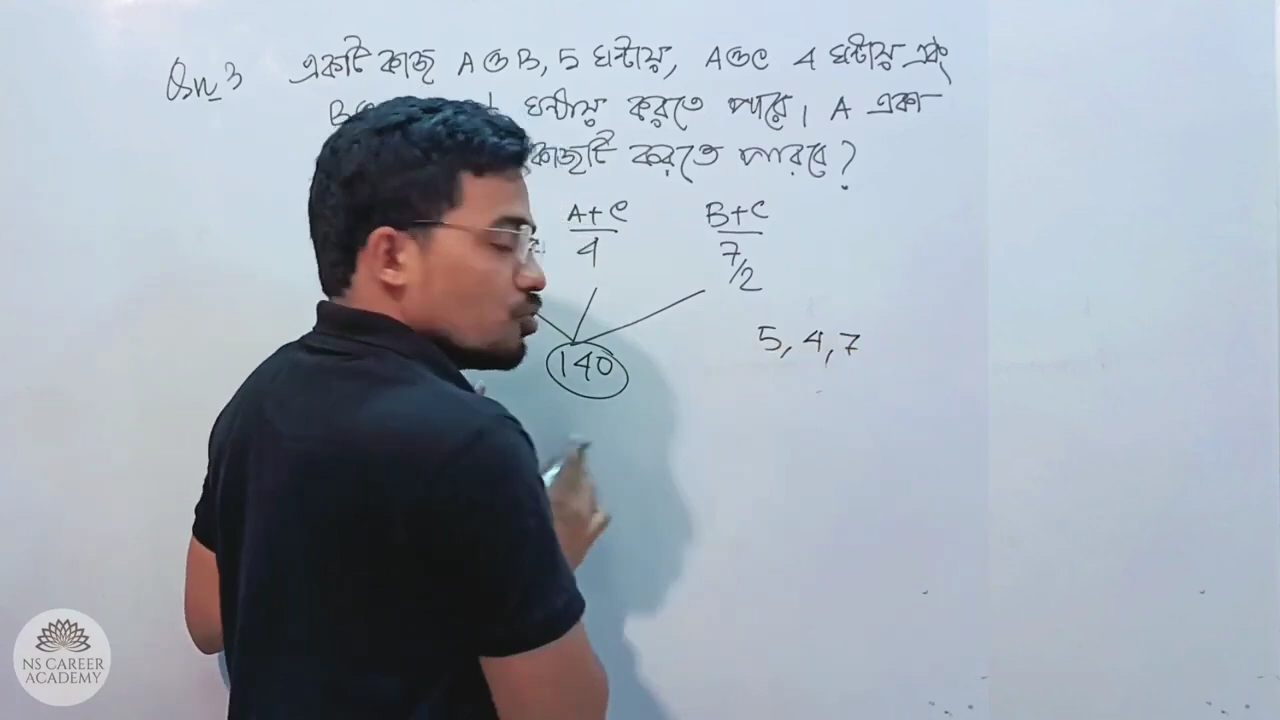 Qn 3 একটি কাজ A ও B, 5 ঘন্টায়, A ও C 4 ঘন্টায় এবং
B ঘন্টায় করতে পারে। A একা
কাজটি করতে পারবে?
A+C B+C
4 7/2
5, 4, 7
140
NS CAREER
ACADEMY